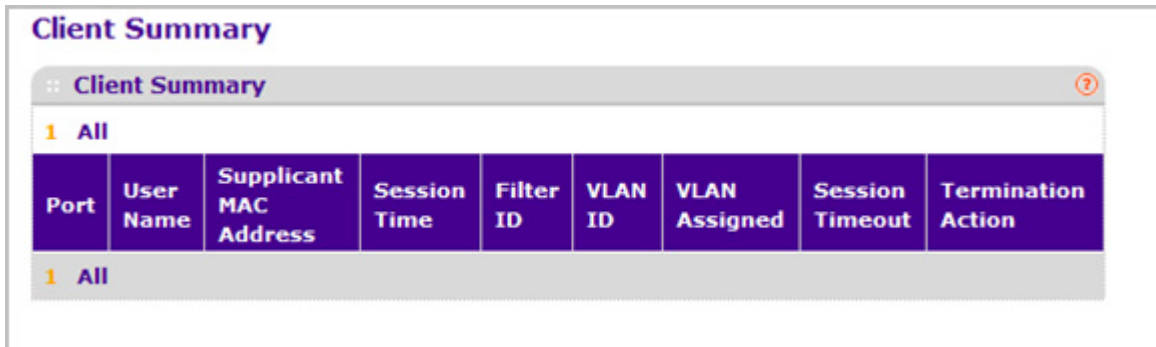 Client Summary
Client Summary
?
1 All
Port
User
Name
Supplicant
MAC
Address
Session
Time
Filter
ID
VLAN
ID
VLAN
Assigned
Session
Timeout
Termination
Action
1 All